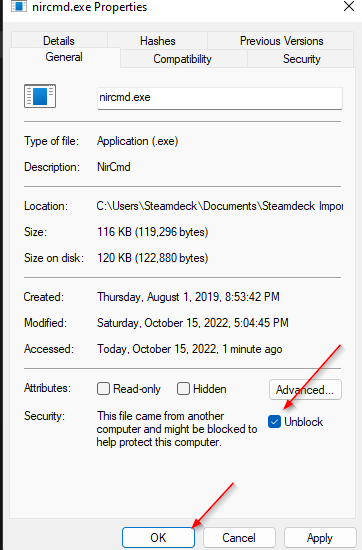 nircmd.exe Properties
Details Hashes Previous Versions
General Compatibility Security
nircmd.exe
Type of file: Application (.exe)
Description: NirCmd
Location: C:\Users\Steamdeck\Documents\Steamdeck Impor
Size: 116 KB (119,296 bytes)
Size on disk: 120 KB (122,880 bytes)
Created: Thursday, August 1, 2019, 8:53:42 PM
Modified: Saturday, October 15, 2022, 5:04:45 PM
Accessed: Today, October 15, 2022, 1 minute ago
Attributes: Read-only Hidden Advanced...
Security: This file came from another Unblock
computer and might be blocked to
help protect this computer.
OK Cancel Apply